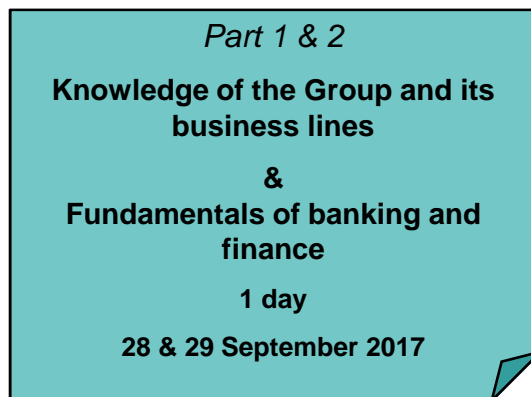 Part 1 & 2
Knowledge of the Group and its
business lines
&
Fundamentals of banking and
finance
1 day
28 & 29 September 2017